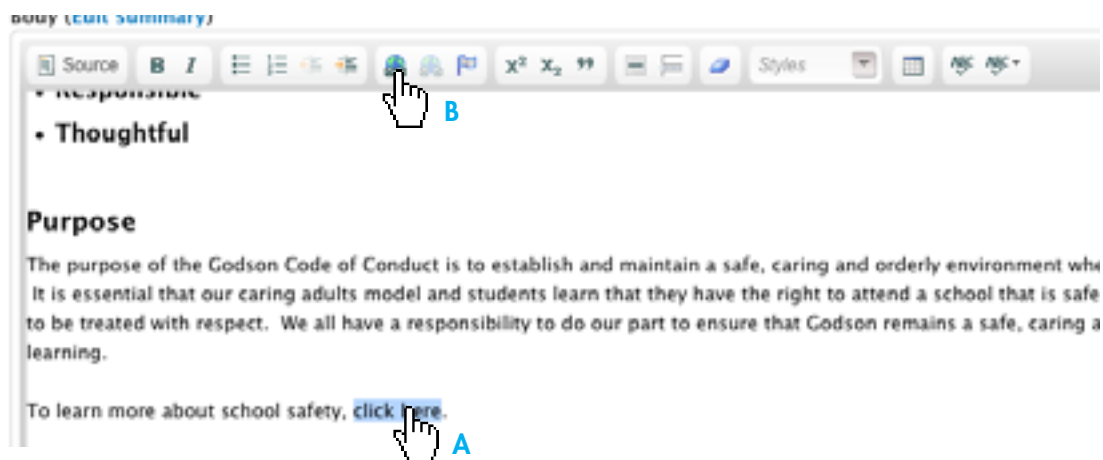 Body (Edit summary)
Source B I x² x₂ " Styles ABC ABC
B
• Responsible
• Thoughtful
Purpose
The purpose of the Godson Code of Conduct is to establish and maintain a safe, caring and orderly environment whe
It is essential that our caring adults model and students learn that they have the right to attend a school that is safe
to be treated with respect. We all have a responsibility to do our part to ensure that Godson remains a safe, caring a
learning.
To learn more about school safety, click here.
A